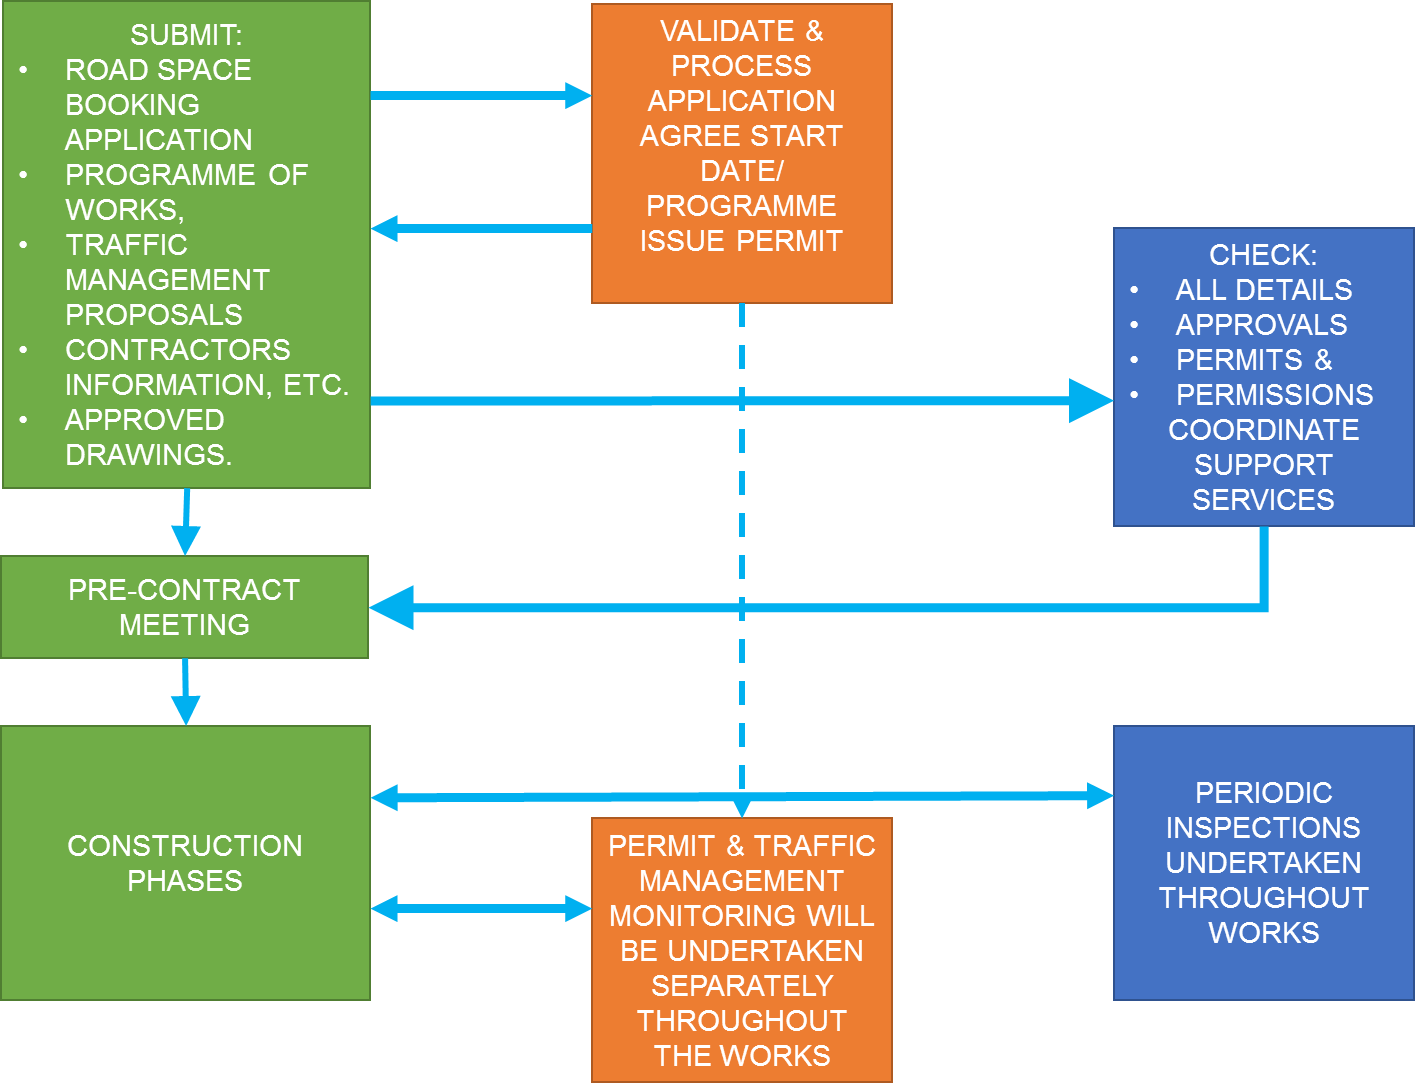 SUBMIT:
• ROAD SPACE
BOOKING
APPLICATION
• PROGRAMME OF
WORKS,
• TRAFFIC
MANAGEMENT
PROPOSALS
• CONTRACTORS
INFORMATION, ETC.
• APPROVED
DRAWINGS.
VALIDATE &
PROCESS
APPLICATION
AGREE START
DATE/
PROGRAMME
ISSUE PERMIT
CHECK:
• ALL DETAILS
• APPROVALS
• PERMITS &
• PERMISSIONS
COORDINATE
SUPPORT
SERVICES
PRE-CONTRACT
MEETING
CONSTRUCTION
PHASES
PERMIT & TRAFFIC
MANAGEMENT
MONITORING WILL
BE UNDERTAKEN
SEPARATELY
THROUGHOUT
THE WORKS
PERIODIC
INSPECTIONS
UNDERTAKEN
THROUGHOUT
WORKS